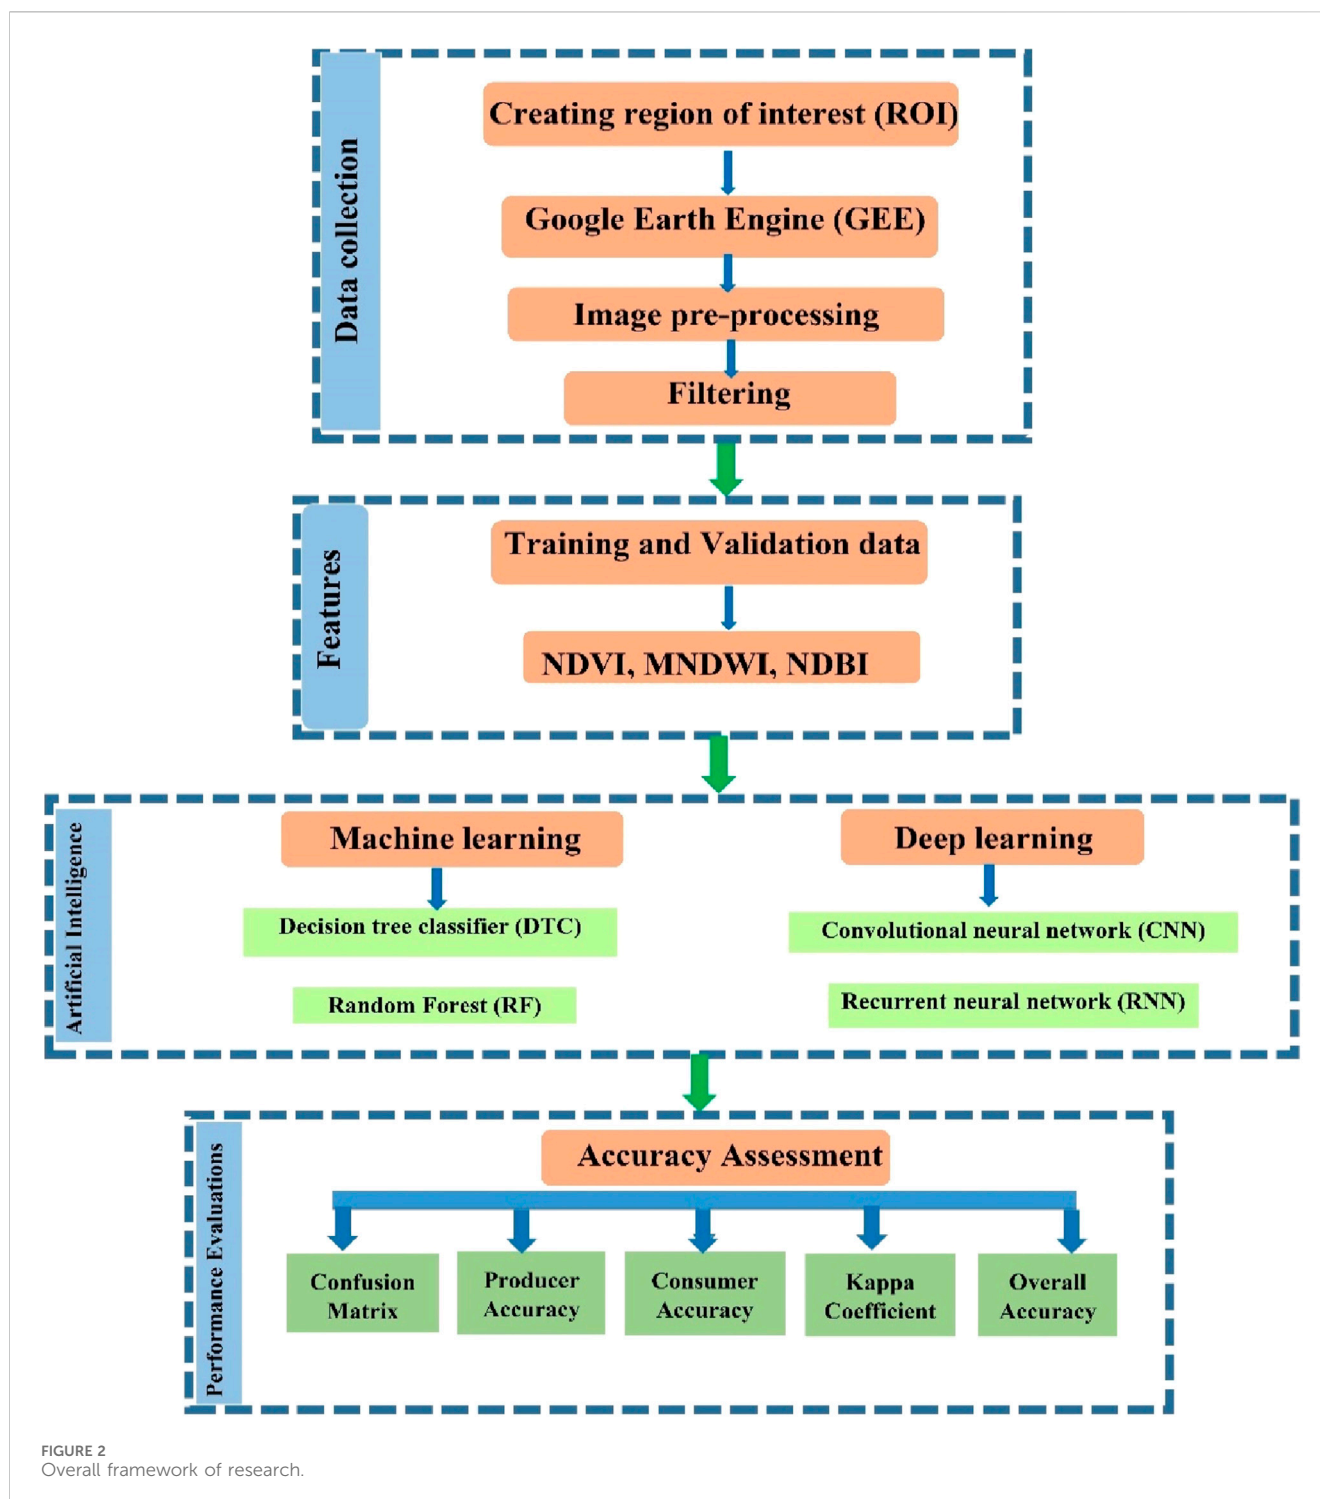 Data collection
Creating region of interest (ROI)
Google Earth Engine (GEE)
Image pre-processing
Filtering
Features
Training and Validation data
NDVI, MNDWI, NDBI
Artificial Intelligence
Machine learning
Decision tree classifier (DTC)
Random Forest (RF)
Deep learning
Convolutional neural network (CNN)
Recurrent neural network (RNN)
Performance Evaluations
Accuracy Assessment
Confusion
Matrix
Producer
Accuracy
Consumer
Accuracy
Kappa
Coefficient
Overall
Accuracy
FIGURE 2
Overall framework of research.